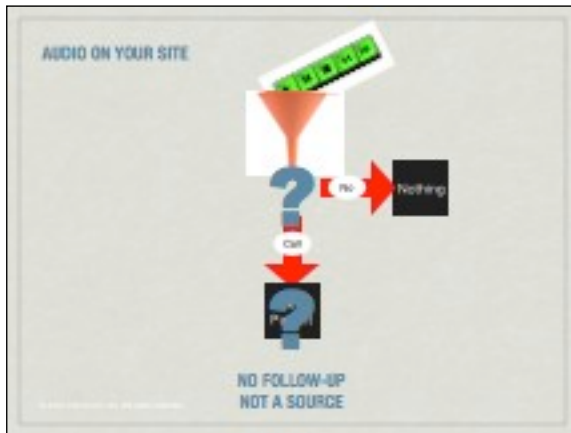 AUDIO ON YOUR SITE
?
No
Nothing
Call
?
NO FOLLOW-UP
NOT A SOURCE